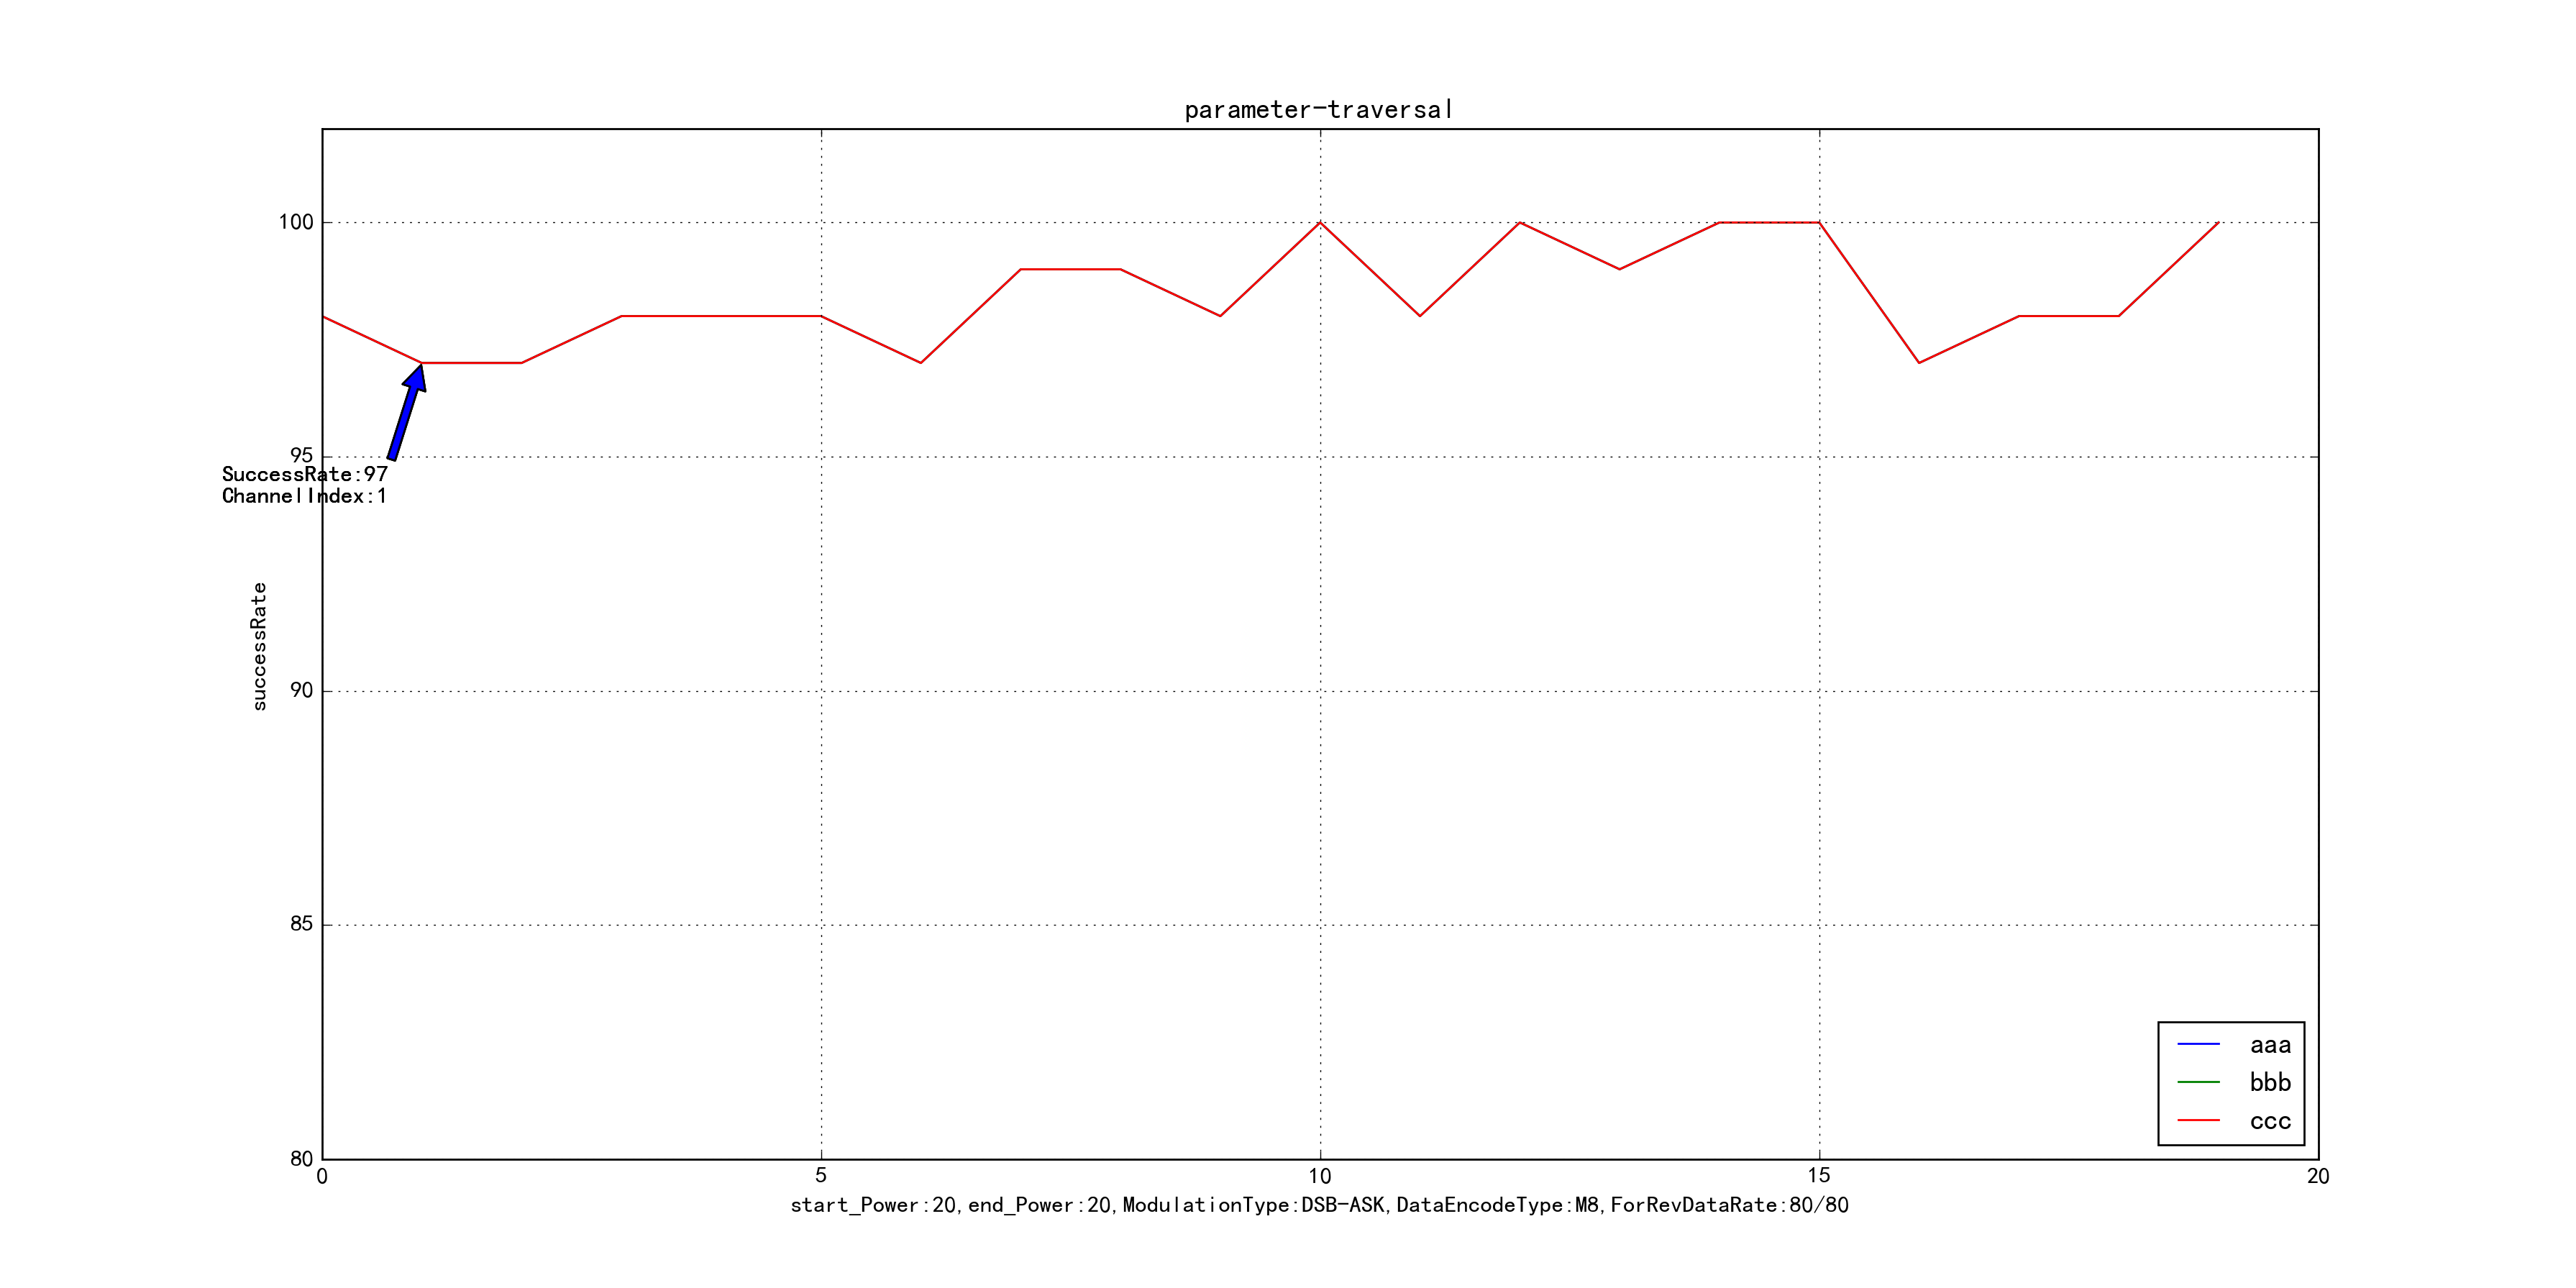 parameter-traversal
100
95
SuccessRate:97
ChannelIndex:1
successRate
90
85
80
aaa
bbb
ccc
0 5 10 15 20
start_Power:20,end_Power:20,ModulationType:DSB-ASK,DataEncodeType:M8,ForRevDataRate:80/80